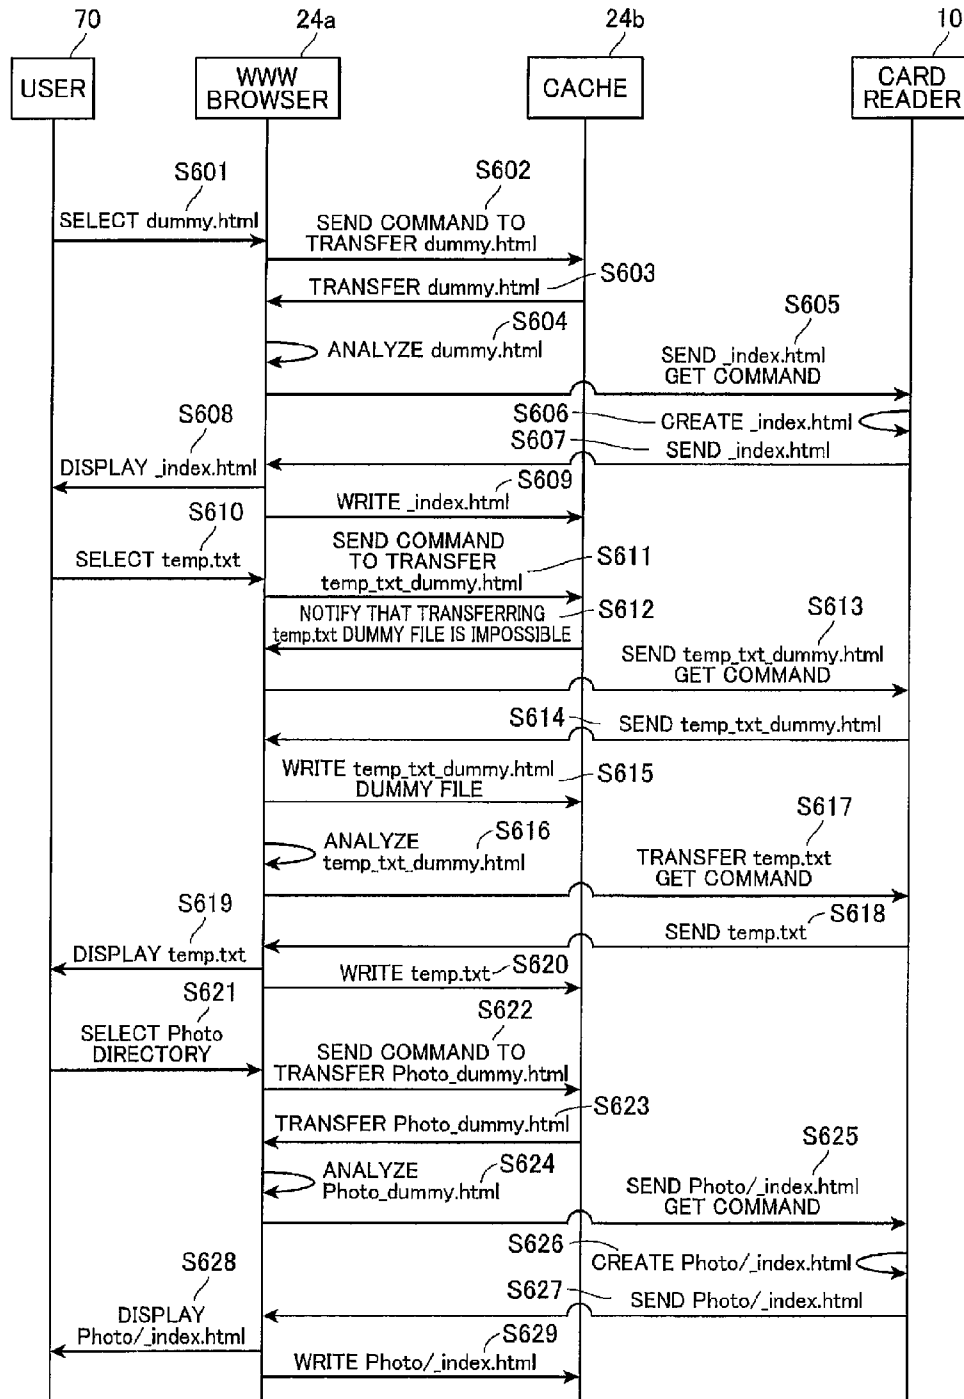 70
24a
24b
10
USER
WWW
BROWSER
CACHE
CARD
READER
S601
SELECT dummy.html
S602
SEND COMMAND TO
TRANSFER dummy.html
S603
TRANSFER dummy.html
S604
ANALYZE dummy.html
S605
SEND _index.html
GET COMMAND
S606
CREATE _index.html
S607
SEND _index.html
S608
DISPLAY _index.html
S609
WRITE _index.html
S610
SELECT temp.txt
SEND COMMAND
TO TRANSFER
temp_txt_dummy.html
S611
NOTIFY THAT TRANSFERRING
temp.txt DUMMY FILE IS IMPOSSIBLE
S612
S613
SEND temp_txt_dummy.html
GET COMMAND
S614
SEND temp_txt_dummy.html
WRITE temp_txt_dummy.html
DUMMY FILE
S615
S616
ANALYZE
temp_txt_dummy.html
S617
TRANSFER temp.txt
GET COMMAND
S618
SEND temp.txt
S619
DISPLAY temp.txt
S620
WRITE temp.txt
S621
SELECT Photo
DIRECTORY
S622
SEND COMMAND TO
TRANSFER Photo_dummy.html
S623
TRANSFER Photo_dummy.html
S624
ANALYZE
Photo_dummy.html
S625
SEND Photo/_index.html
GET COMMAND
S626
CREATE Photo/_index.html
S627
SEND Photo/_index.html
S628
DISPLAY
Photo/_index.html
S629
WRITE Photo/_index.html